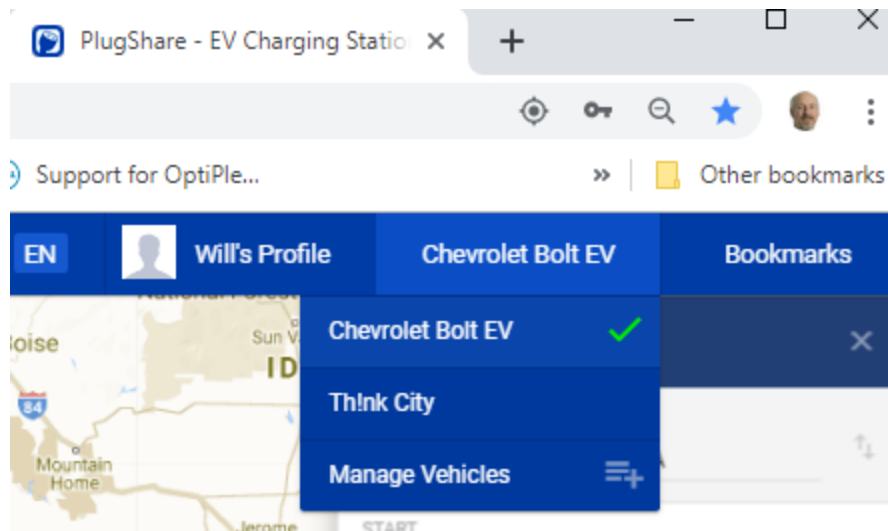 PlugShare - EV Charging Statio
Support for OptiPle...
»
Other bookmarks
EN
Will's Profile
Chevrolet Bolt EV
Bookmarks
oise
Sun V
ID
Chevrolet Bolt EV
84
Th!nk City
Mountain
Home
Manage Vehicles
Jerome
START